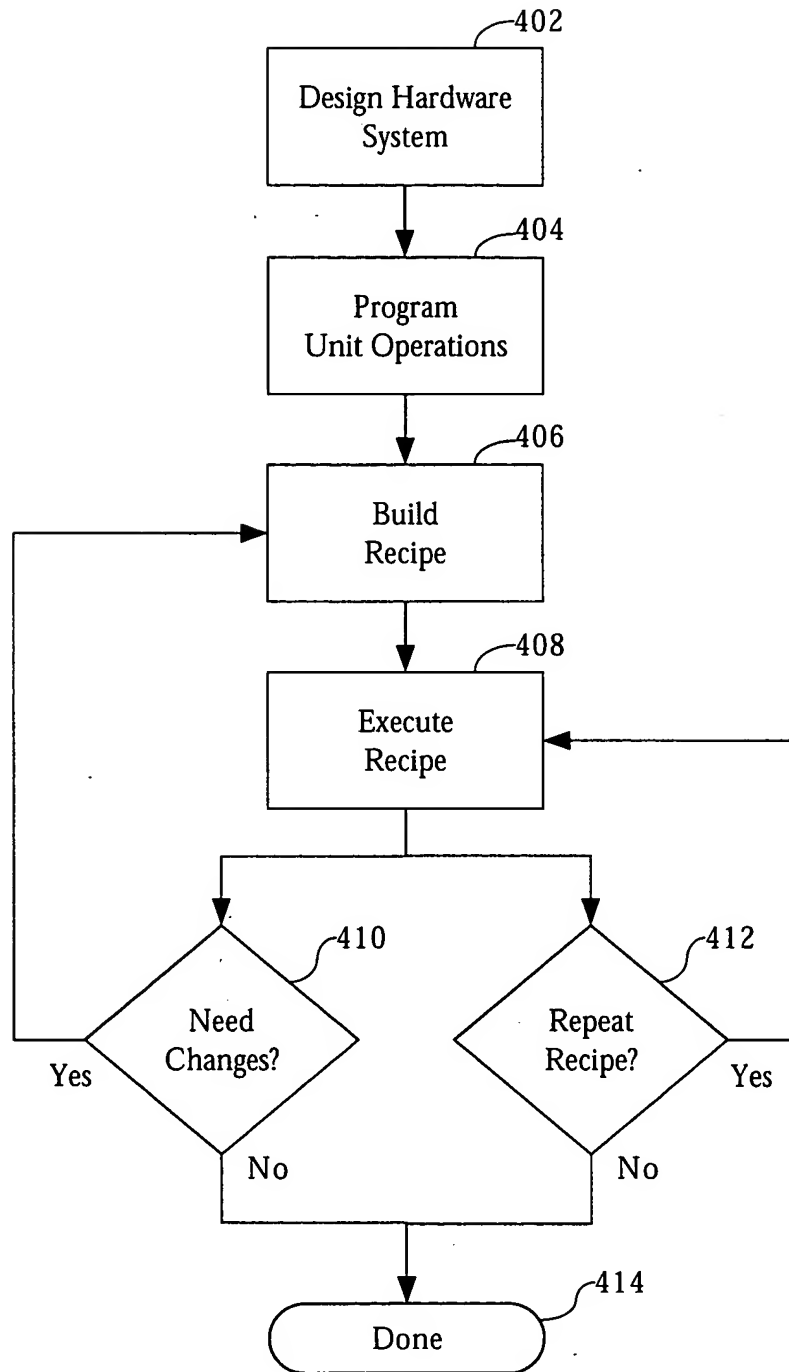 402
Design Hardware
System
404
Program
Unit Operations
406
Build
Recipe
408
Execute
Recipe
410
Need
Changes?
Yes
No
412
Repeat
Recipe?
Yes
No
414
Done